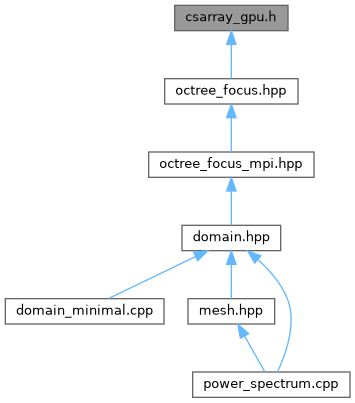 csarray_gpu.h
octree_focus.hpp
octree_focus_mpi.hpp
domain.hpp
domain_minimal.cpp
mesh.hpp
power_spectrum.cpp